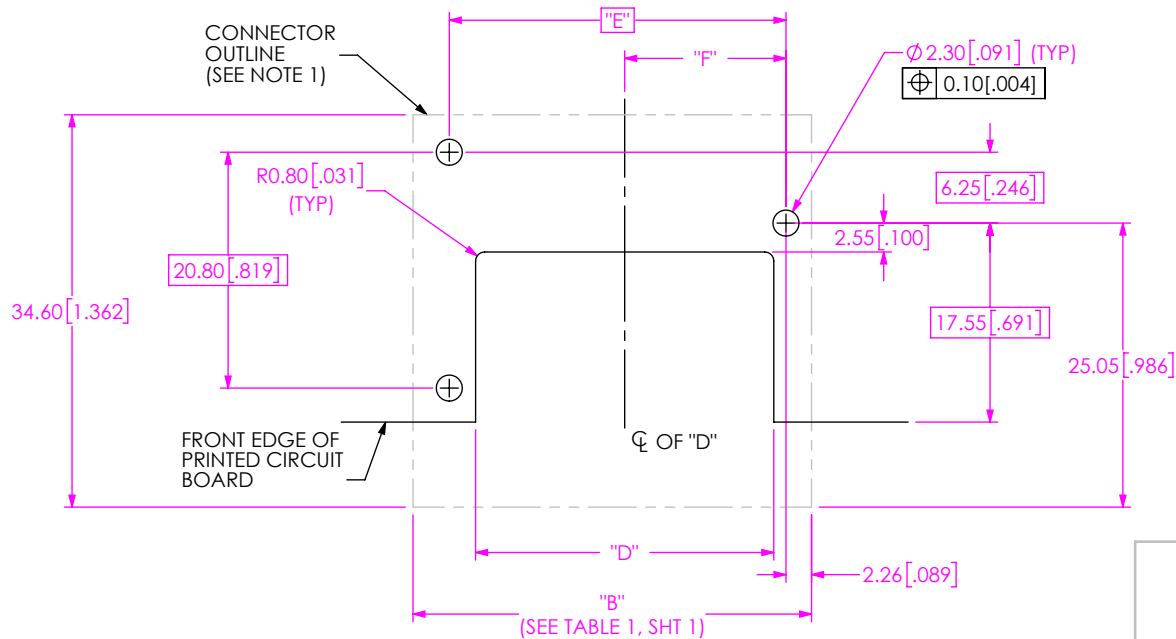 "E"
CONNECTOR
OUTLINE
(SEE NOTE 1)
"F"
⌀2.30[.091] (TYP)
⌖ 0.10[.004]
R0.80[.031]
(TYP)
6.25[.246]
2.55[.100]
20.80[.819]
34.60[1.362]
17.55[.691]
25.05[.986]
FRONT EDGE OF
PRINTED CIRCUIT
BOARD
℄ OF "D"
"D"
2.26[.089]
"B"
(SEE TABLE 1, SHT 1)